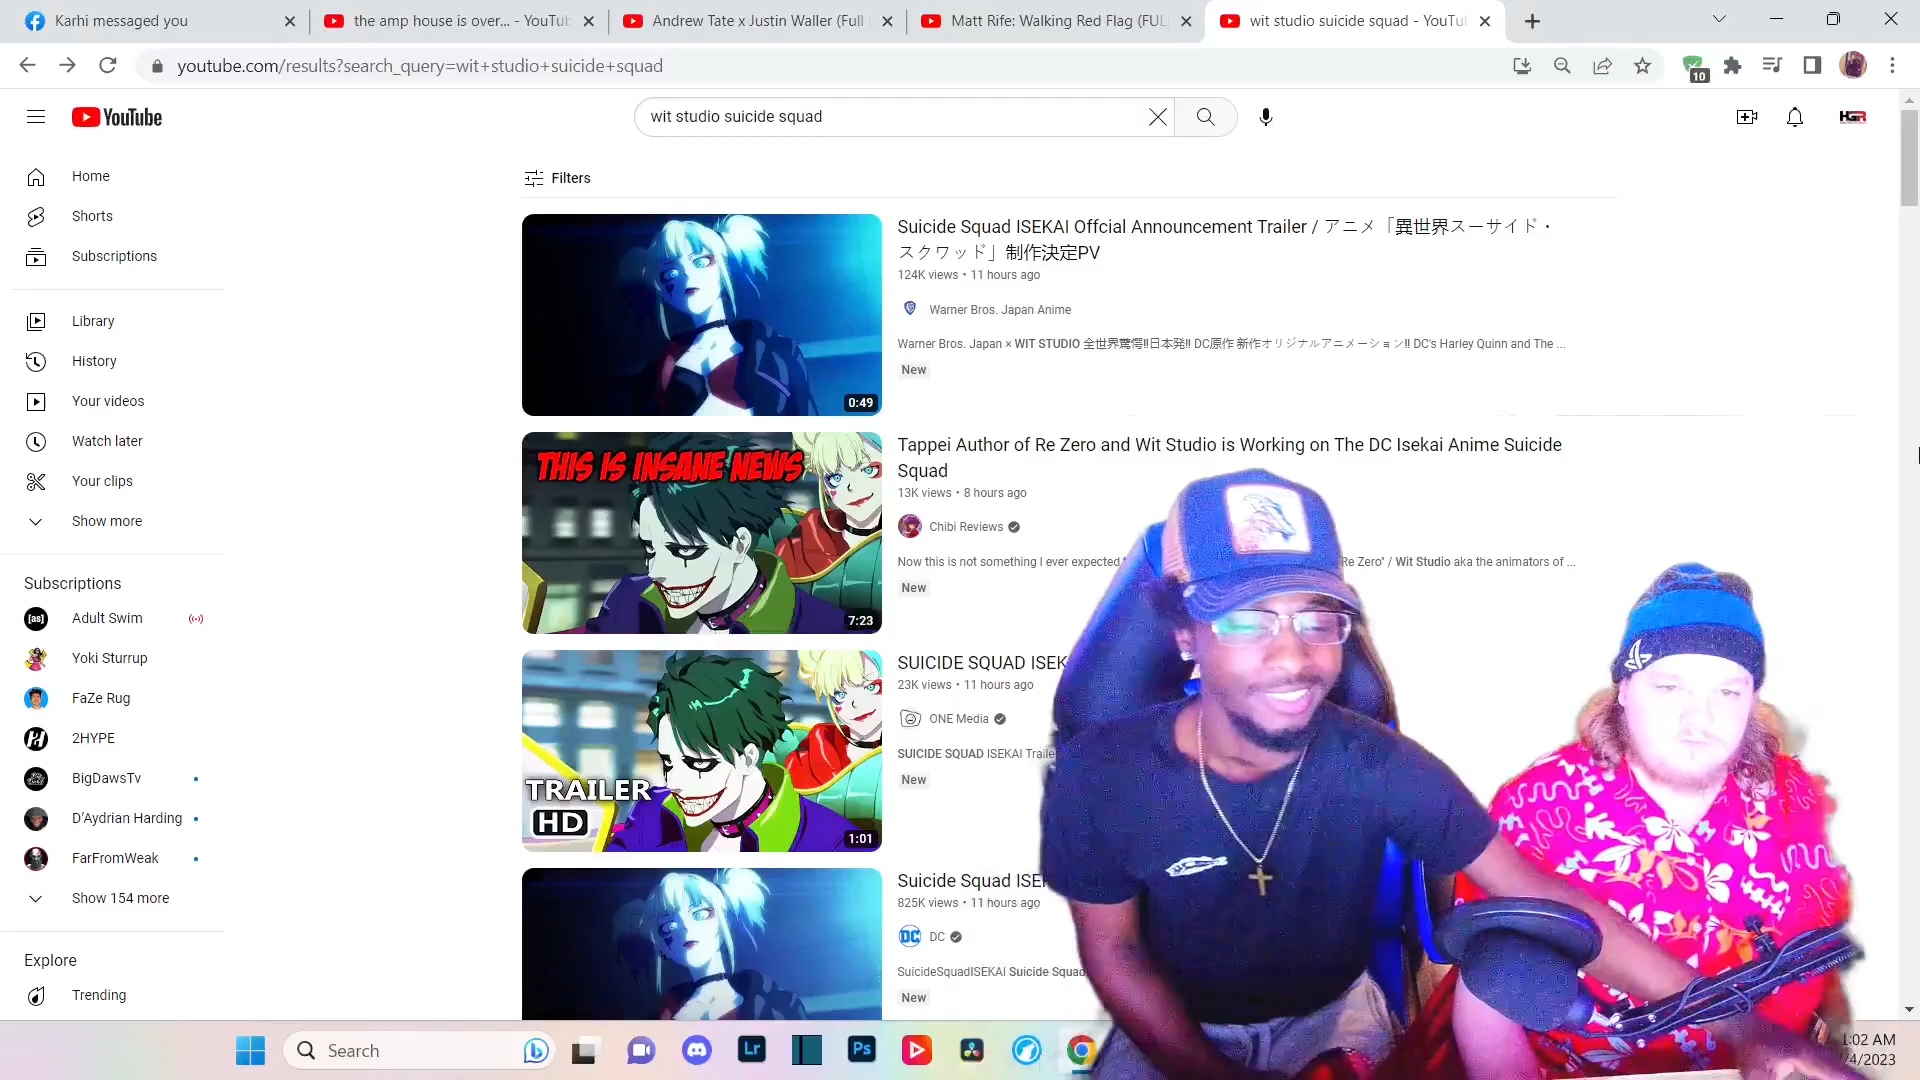 Karhi messaged you
the amp house is over... - YouTub
Andrew Tate x Justin Waller (Full
Matt Rife: Walking Red Flag (FULL
wit studio suicide squad - YouTu
youtube.com/results?search_query=wit+studio+suicide+squad
10
YouTube
wit studio suicide squad
HGR
Home
Shorts
Subscriptions
Library
History
Your videos
Watch later
Your clips
Show more
Subscriptions
[as]
Adult Swim
Yoki Sturrup
FaZe Rug
2HYPE
BigDawsTv
D'Aydrian Harding
FarFromWeak
Show 154 more
Explore
Trending
Filters
0:49
Suicide Squad ISEKAI Offcial Announcement Trailer / アニメ「異世界スーサイド・
スクワッド」制作決定PV
124K views • 11 hours ago
Warner Bros. Japan Anime
Warner Bros. Japan × WIT STUDIO 全世界驚愕!!日本発!! DC原作 新作オリジナルアニメーション!! DC's Harley Quinn and The ...
New
THIS IS INSANE NEWS
7:23
Tappei Author of Re Zero and Wit Studio is Working on The DC Isekai Anime Suicide
Squad
13K views • 8 hours ago
Chibi Reviews
Now this is not something I ever expected Re Zero" / Wit Studio aka the animators of ...
New
TRAILER
HD
1:01
SUICIDE SQUAD ISEK
23K views • 11 hours ago
ONE Media
SUICIDE SQUAD ISEKAI Traile
New
Suicide Squad ISE
825K views • 11 hours ago
DC
DC
SuicideSquadISEKAI Suicide Squad
New
Search
Lr
Ps
1:02 AM
/4/2023